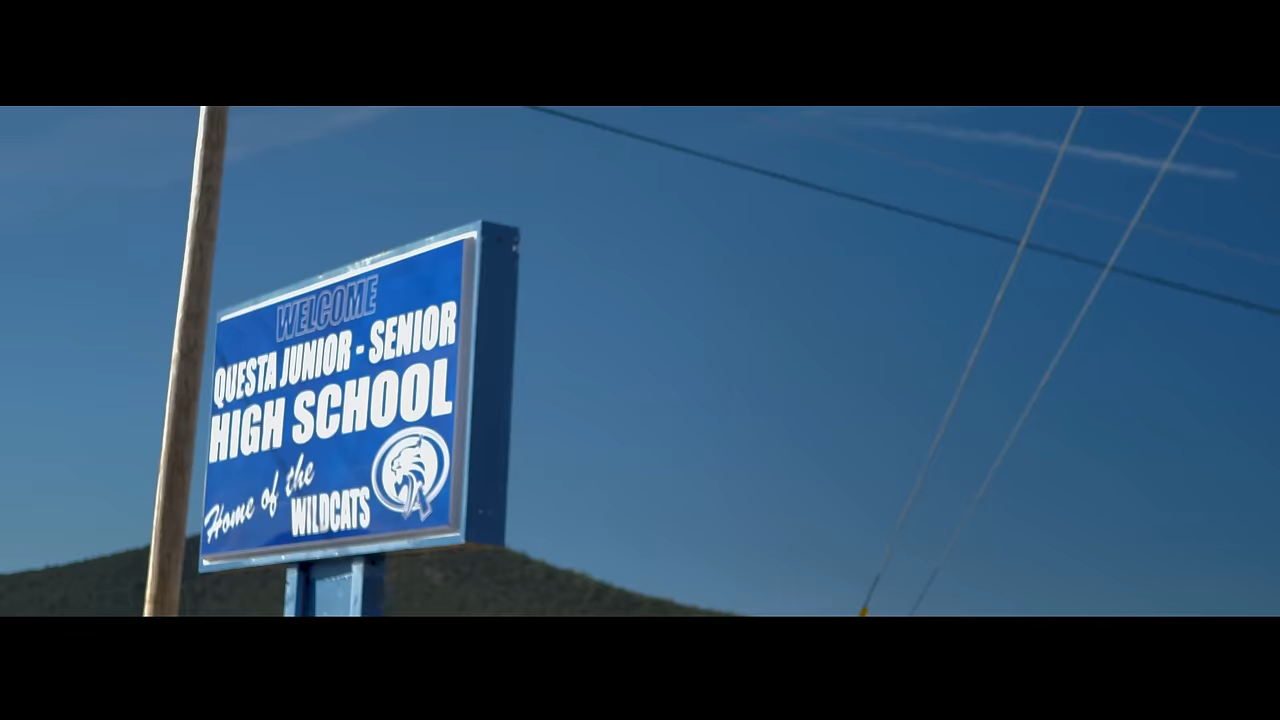 WELCOME
QUESTA JUNIOR - SENIOR
HIGH SCHOOL
Home of the
WILDCATS